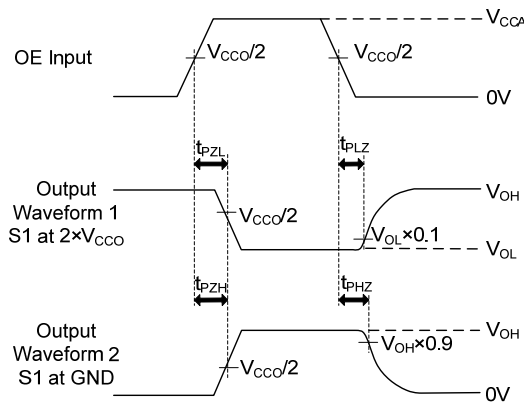 V_CCA
OE Input
V_CCO/2
V_CCO/2
0V
t_PZL
t_PLZ
Output
Waveform 1
S1 at 2×V_CCO
V_CCO/2
V_OH
V_OL×0.1
V_OL
t_PZH
t_PHZ
Output
Waveform 2
S1 at GND
V_CCO/2
V_OH
V_OH×0.9
0V